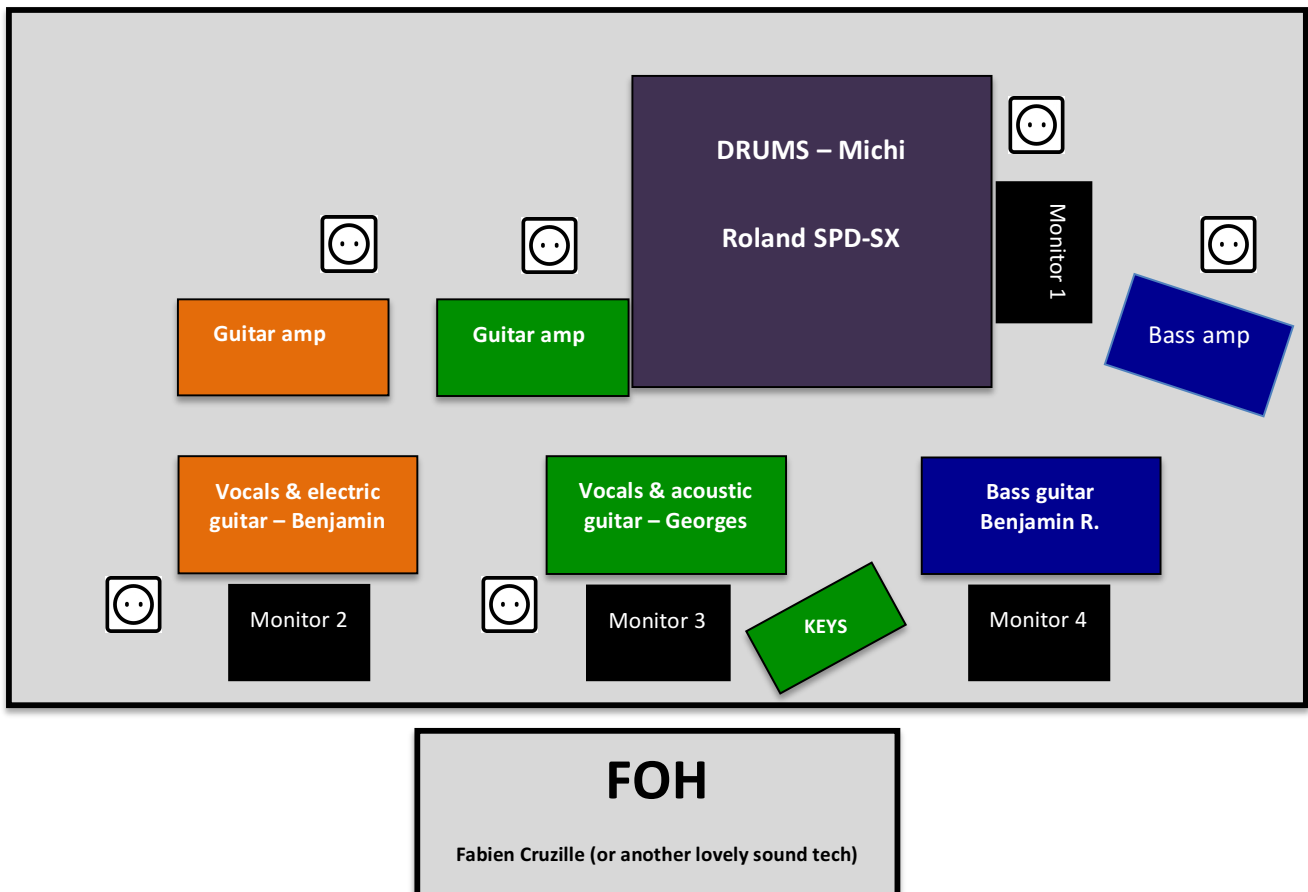 DRUMS – Michi
Roland SPD-SX
Monitor 1
Guitar amp
Guitar amp
Bass amp
Vocals & electric
guitar – Benjamin
Vocals & acoustic
guitar – Georges
Bass guitar
Benjamin R.
Monitor 2
Monitor 3
KEYS
Monitor 4
FOH
Fabien Cruzille (or another lovely sound tech)